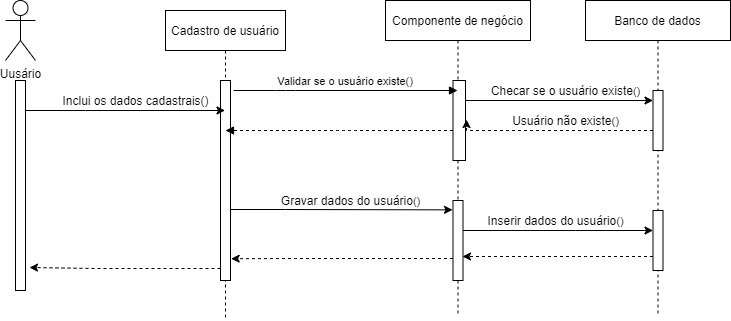 Uusário
Cadastro de usuário
Componente de negócio
Banco de dados
Inclui os dados cadastrais()
Validar se o usuário existe()
Checar se o usuário existe()
Usuário não existe()
Gravar dados do usuário()
Inserir dados do usuário()